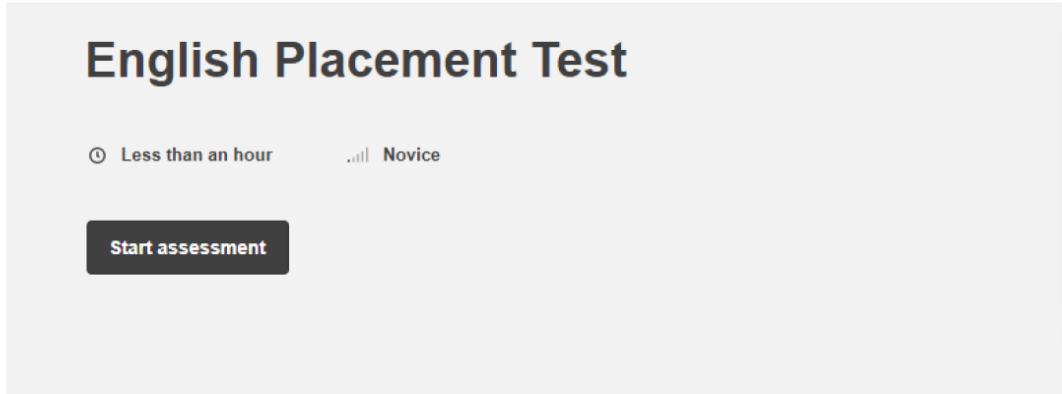 English Placement Test
Less than an hour Novice
Start assessment